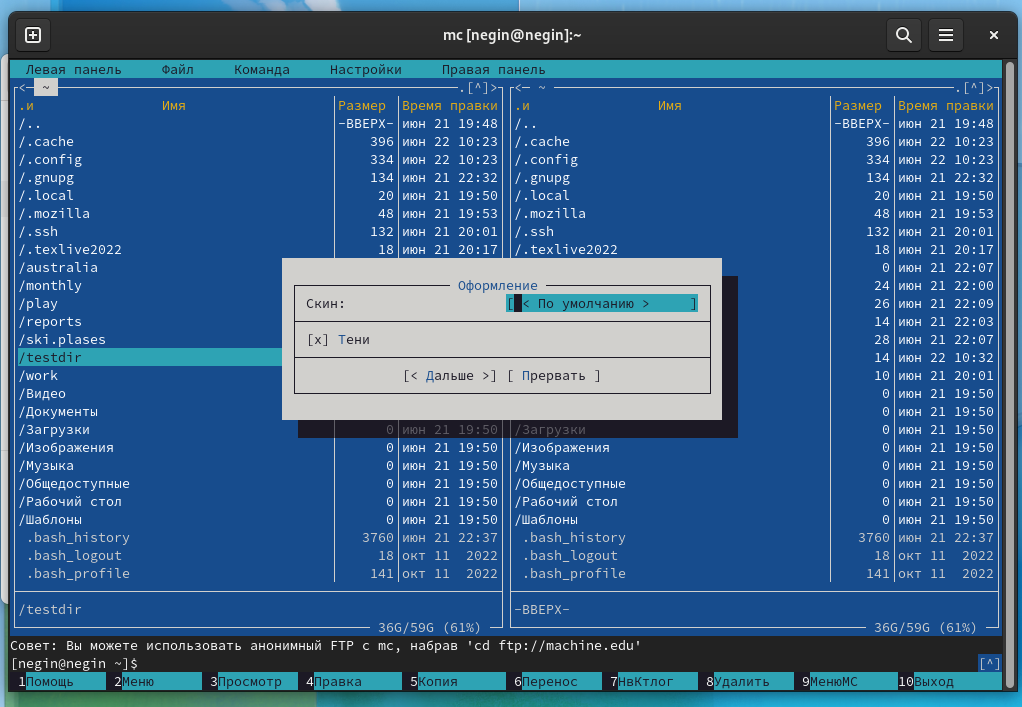 mc [negin@negin]:~
Левая панель Файл Команда Настройки Правая панель
<— ~ .[^]>
.и Имя Размер Время правки
/.. -ВВЕРХ- июн 21 19:48
/.cache 396 июн 22 10:23
/.config 334 июн 22 10:23
/.gnupg 134 июн 21 22:32
/.local 20 июн 21 19:50
/.mozilla 48 июн 21 19:53
/.ssh 132 июн 21 20:01
/.texlive2022 18 июн 21 20:17
/australia
/monthly
/play
/reports
/ski.plases
/testdir
/work
/Видео
/Документы
/Загрузки 0 июн 21 19:50
/Изображения 0 июн 21 19:50
/Музыка 0 июн 21 19:50
/Общедоступные 0 июн 21 19:50
/Рабочий стол 0 июн 21 19:50
/Шаблоны 0 июн 21 19:50
.bash_history 3760 июн 21 22:37
.bash_logout 18 окт 11 2022
.bash_profile 141 окт 11 2022
/testdir
36G/59G (61%)
<— ~ .[^]>
.и Имя Размер Время правки
/.. -ВВЕРХ- июн 21 19:48
/.cache 396 июн 22 10:23
/.config 334 июн 22 10:23
/.gnupg 134 июн 21 22:32
/.local 20 июн 21 19:50
/.mozilla 48 июн 21 19:53
/.ssh 132 июн 21 20:01
/.texlive2022 18 июн 21 20:17
0 июн 21 22:07
24 июн 21 22:00
26 июн 21 22:09
14 июн 21 22:03
28 июн 21 22:07
14 июн 22 10:32
10 июн 21 20:01
0 июн 21 19:50
0 июн 21 19:50
/Загрузки 0 июн 21 19:50
/Изображения 0 июн 21 19:50
/Музыка 0 июн 21 19:50
/Общедоступные 0 июн 21 19:50
/Рабочий стол 0 июн 21 19:50
/Шаблоны 0 июн 21 19:50
.bash_history 3760 июн 21 22:37
.bash_logout 18 окт 11 2022
.bash_profile 141 окт 11 2022
-ВВЕРХ-
36G/59G (61%)
Оформление
Скин: [ < По умолчанию > ]
[x] Тени
[< Дальше >] [ Прервать ]
Совет: Вы можете использовать анонимный FTP с mc, набрав 'cd ftp://machine.edu'
[negin@negin ~]$ [^]
1Помощь 2Меню 3Просмотр 4Правка 5Копия 6Перенос 7НвКтлог 8Удалить 9МенюМС 10Выход